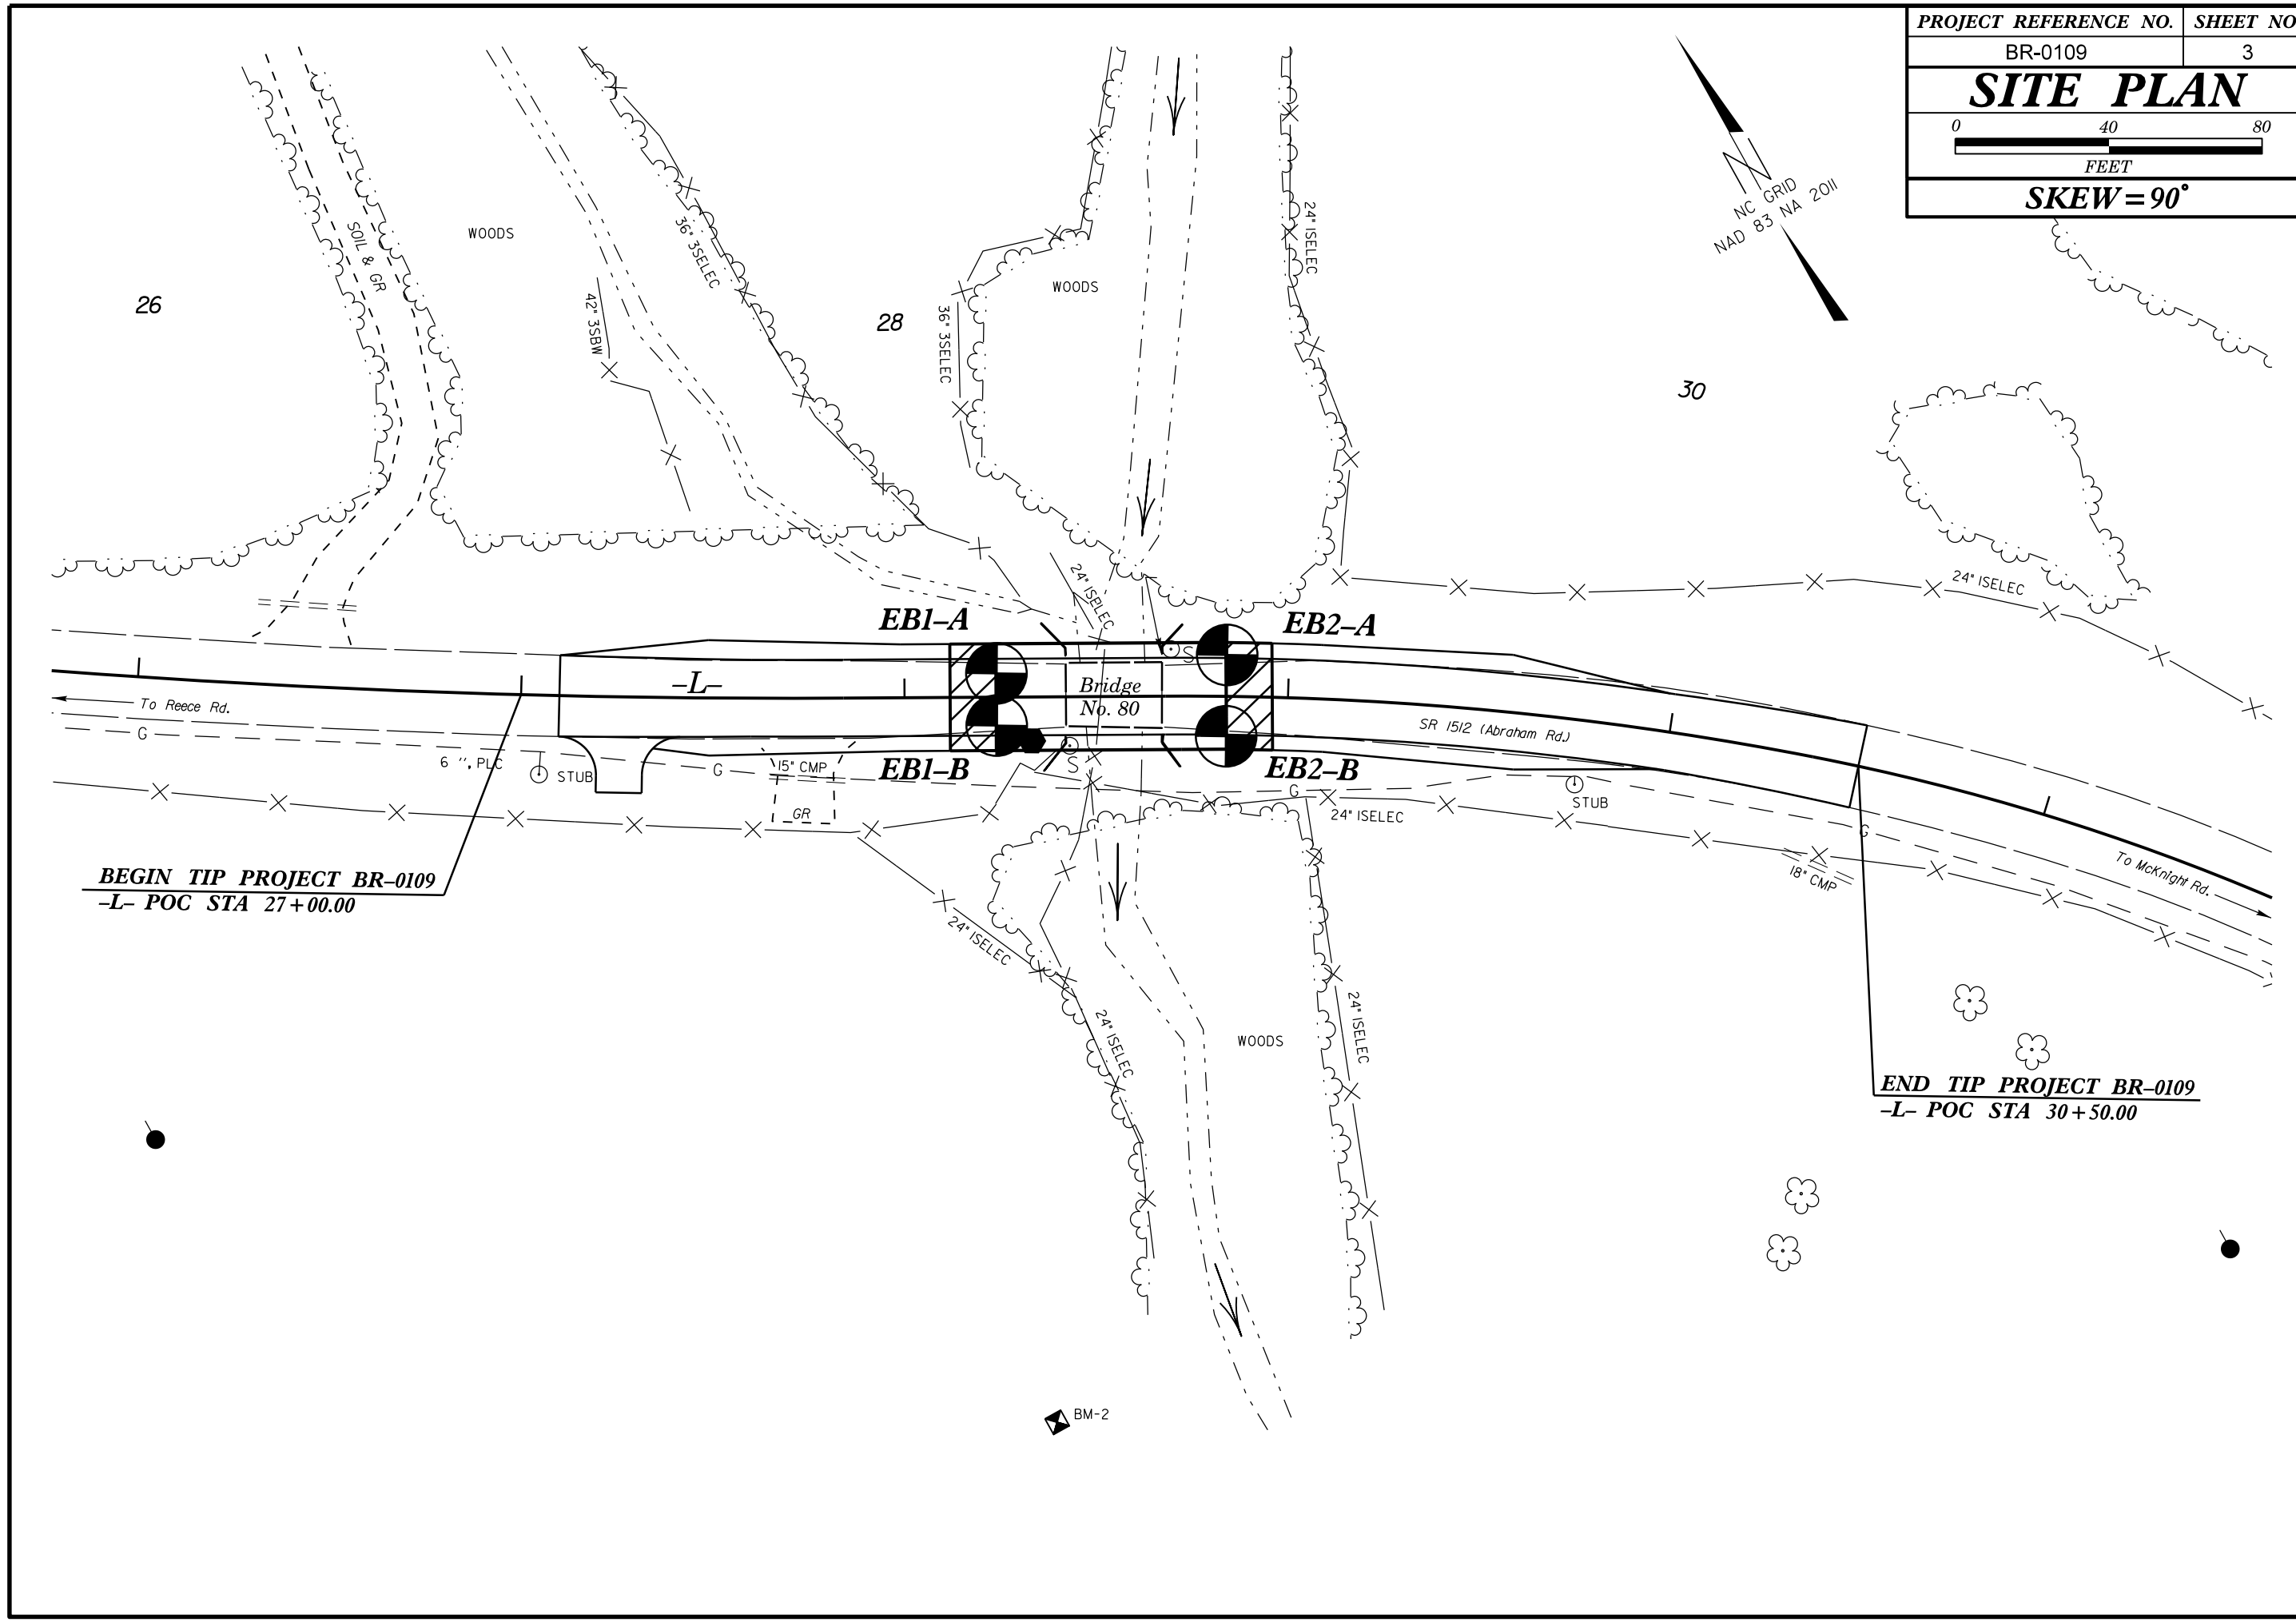 PROJECT REFERENCE NO. SHEET NO
BR-0109 3
SITE PLAN
0 40 80
FEET
SKEW=90°
N
NC GRID
NAD 83 NA 2011
SOIL & GR
WOODS
36" 3SELEC
42" 3SBW
26
28
36" 3SELEC
WOODS
24" ISELEC
30
24" ISELEC
24" ISELEC
EB1-A
EB2-A
S
-L-
Bridge
No. 80
To Reece Rd.
SR 1512 (Abraham Rd.)
G
6 ", PLC
STUB
G
15" CMP
GR
EB1-B
S
EB2-B
G
24" ISELEC
STUB
G
18" CMP
To McKnight Rd.
BEGIN TIP PROJECT BR-0109
-L- POC STA 27+00.00
24" ISELEC
24" ISELEC
WOODS
24" ISELEC
END TIP PROJECT BR-0109
-L- POC STA 30+50.00
BM-2